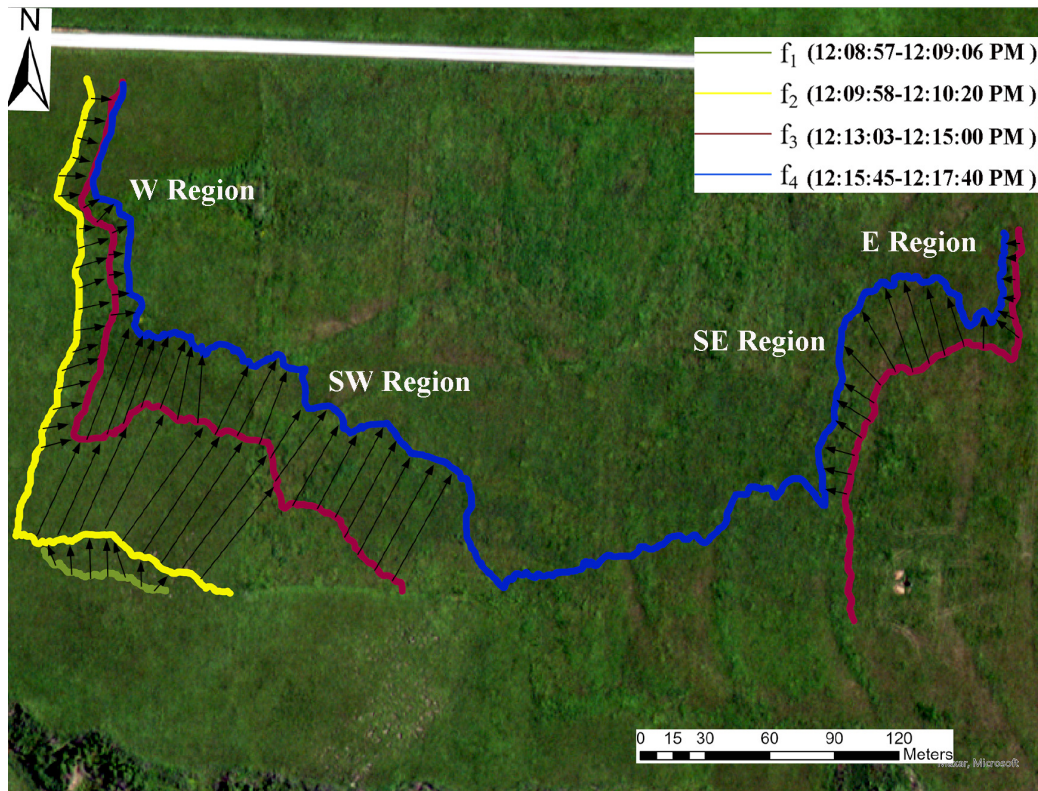 N
f₁ (12:08:57-12:09:06 PM )
f₂ (12:09:58-12:10:20 PM )
f₃ (12:13:03-12:15:00 PM )
f₄ (12:15:45-12:17:40 PM )
W Region
E Region
SE Region
SW Region
0 15 30 60 90 120
Meters
Maxar, Microsoft